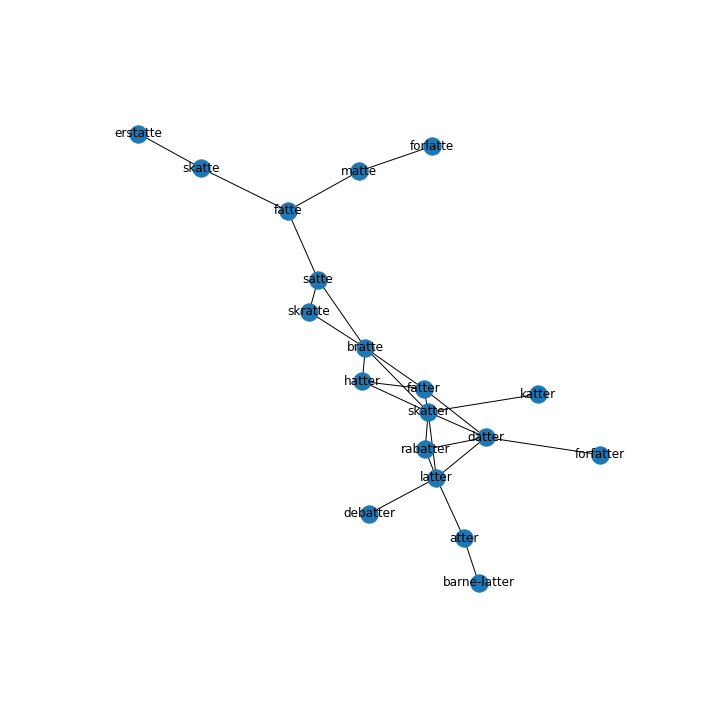 erstatte
forlatte
skatte
matte
fatte
satte
skratte
bratte
hatter
fatter
katter
skatter
datter
rabatter
forfatter
latter
debatter
atter
barne-latter